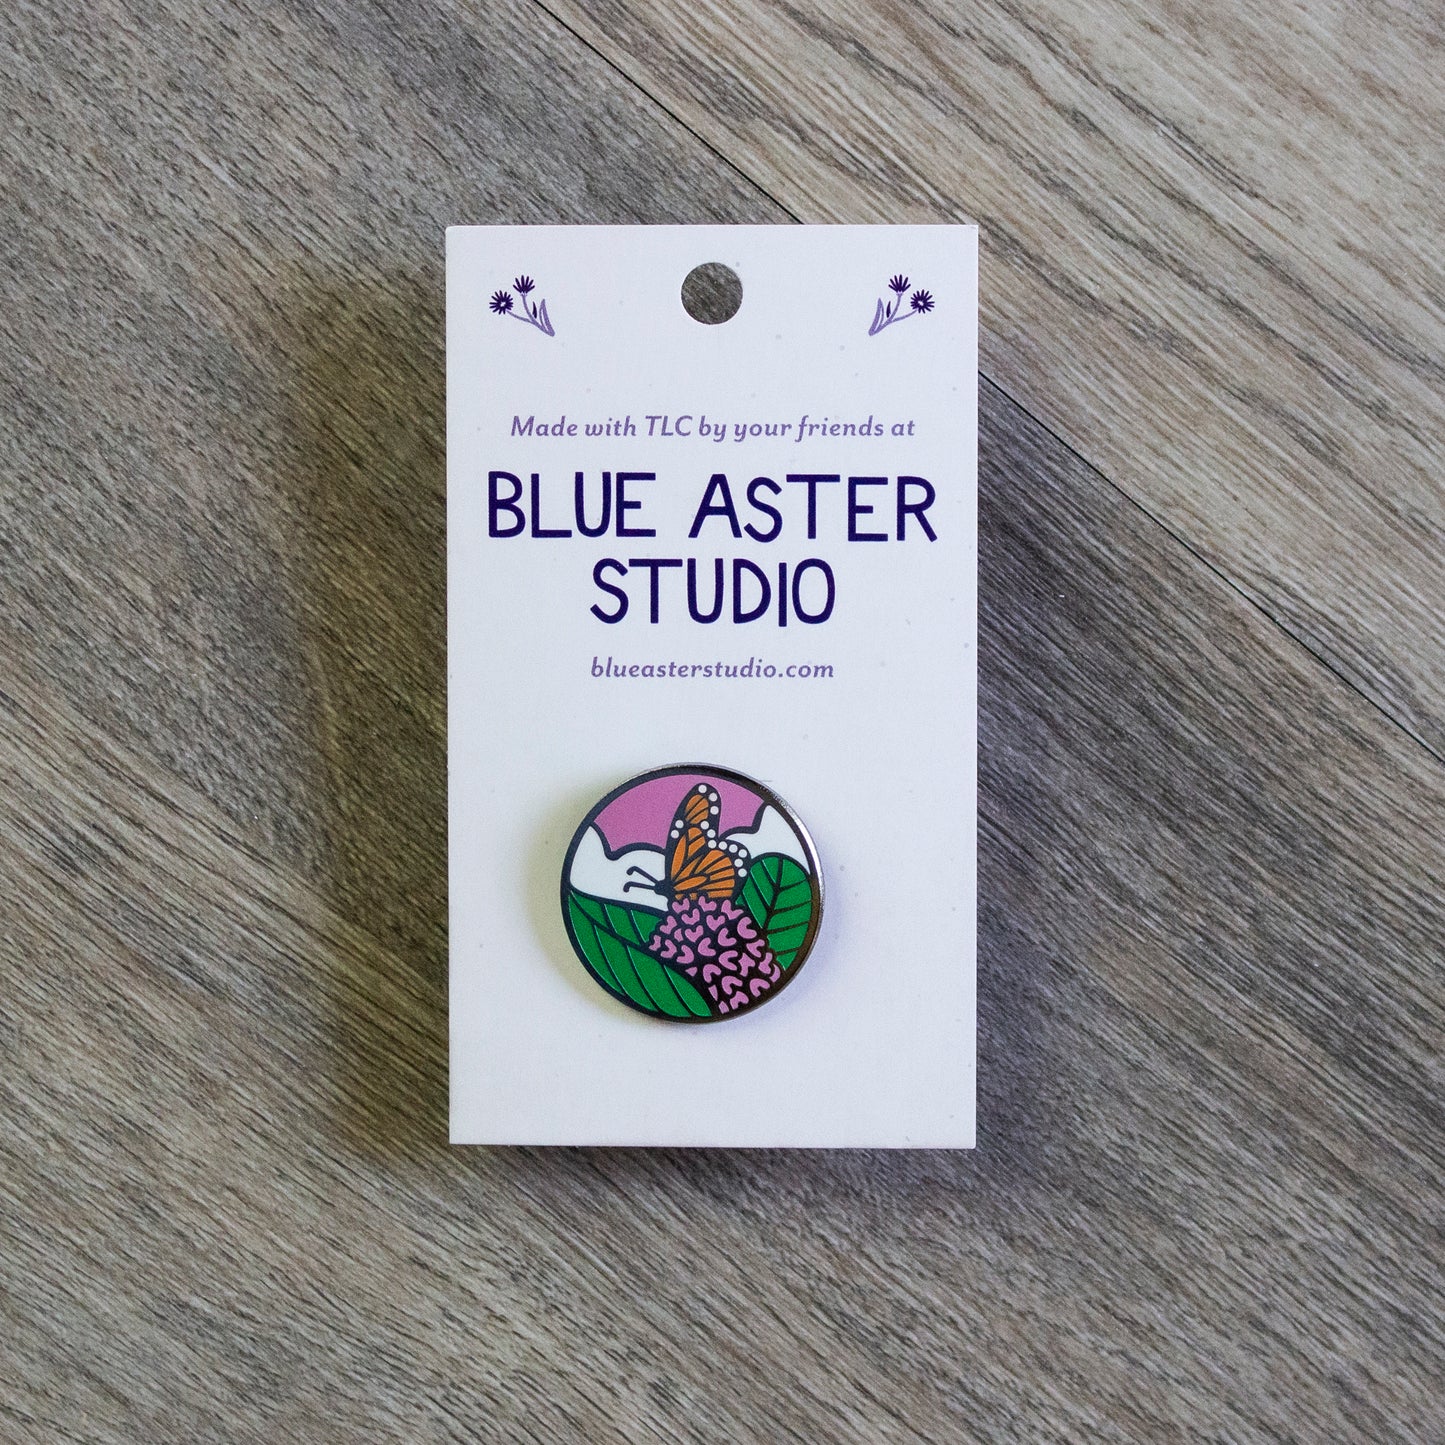 Made with TLC by your friends at
BLUE ASTER
STUDIO
blueasterstudio.com